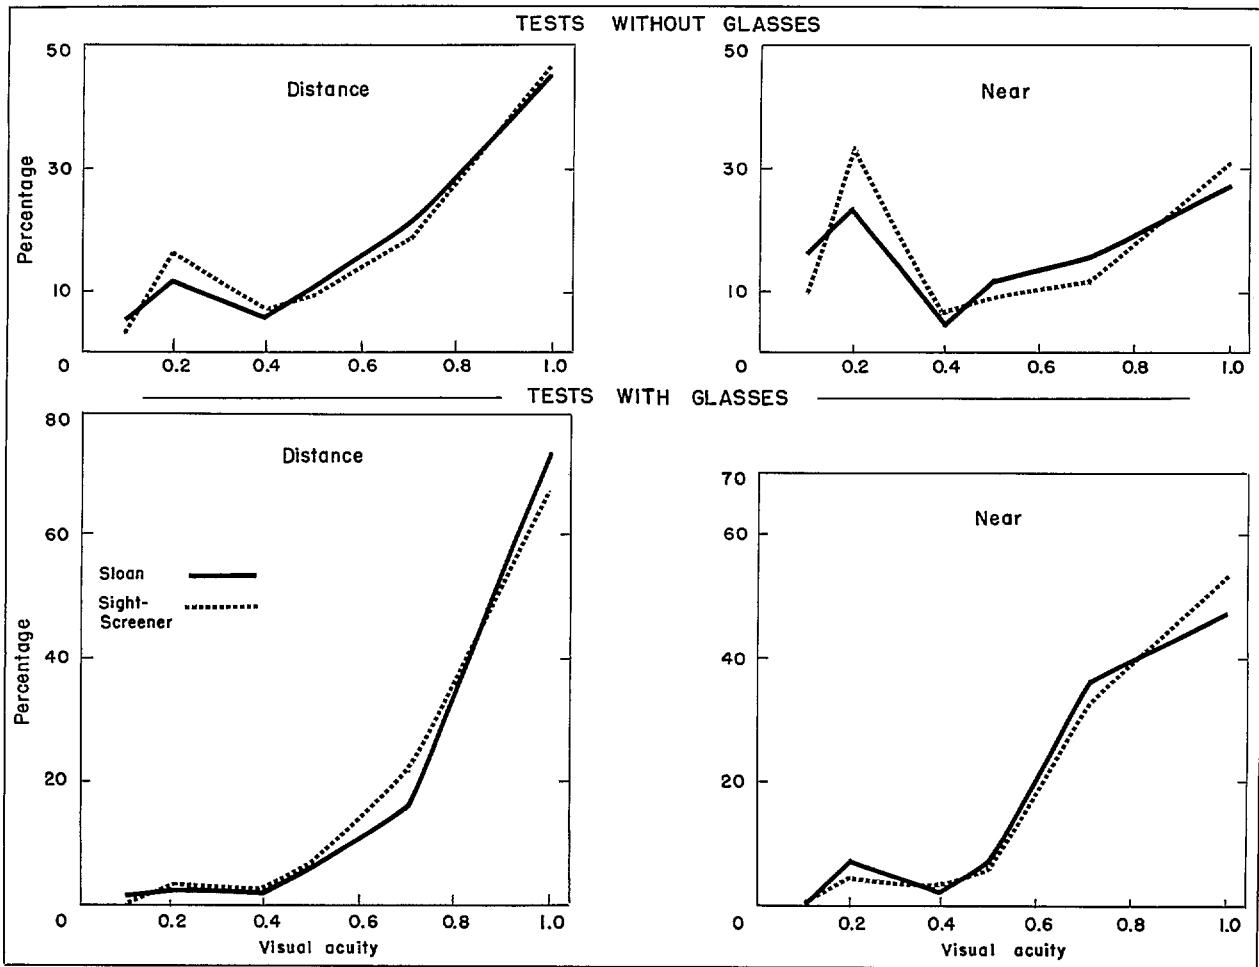 TESTS WITHOUT GLASSES
Distance
Percentage
50
30
10
0
0.2 0.4 0.6 0.8 1.0
Near
50
30
10
0
0.2 0.4 0.6 0.8 1.0
TESTS WITH GLASSES
Distance
Percentage
80
60
40
20
0
Sloan
Sight-
Screener
0.2 0.4 0.6 0.8 1.0
Visual acuity
Near
70
60
40
20
0
0.2 0.4 0.6 0.8 1.0
Visual acuity